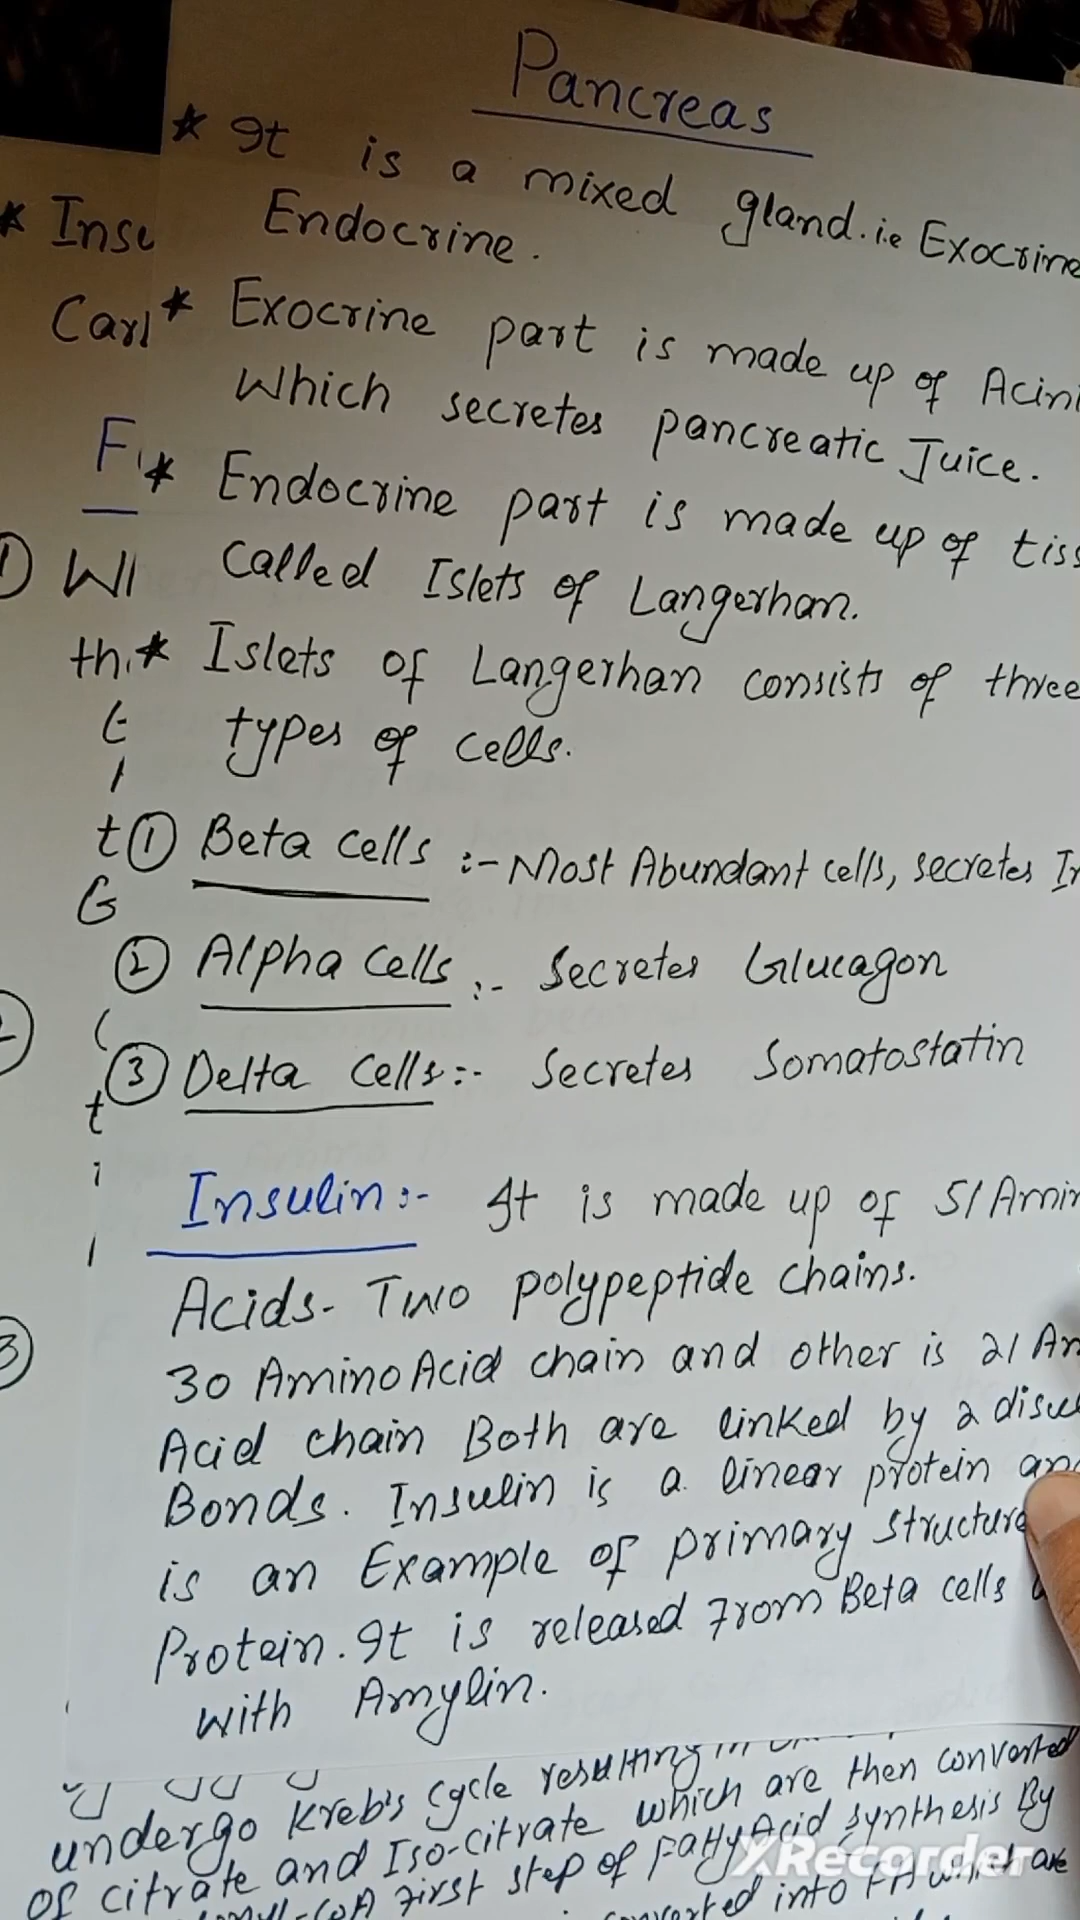 Pancreas
* It is a mixed gland. i.e Exocrine
Endocrine.
* Exocrine part is made up of Acini
Which secretes pancreatic Juice.
* Endocrine part is made up of
called Islets of Langerhan.
* Islets of Langerhan consists of three
types of cells.
① Beta cells :- Most Abundant cells, secretes
② Alpha cells :- Secretes Glucagon
③ Delta cells :- Secretes Somatostatin
Insulin :- It is made up of 51
Acids- Two polypeptide chains.
30 Amino Acid chain and other is 21
Acid chain Both are linked by 2
Bonds. Insulin is a linear protein
is an Example of primary structure
Protein. It is released from Beta cells
with Amylin.
undergo Kreb's cycle resulting in
of citrate and Iso-citrate which are then converted
first step of Fatty Acid synthesis By
into FA which are
XRecorder